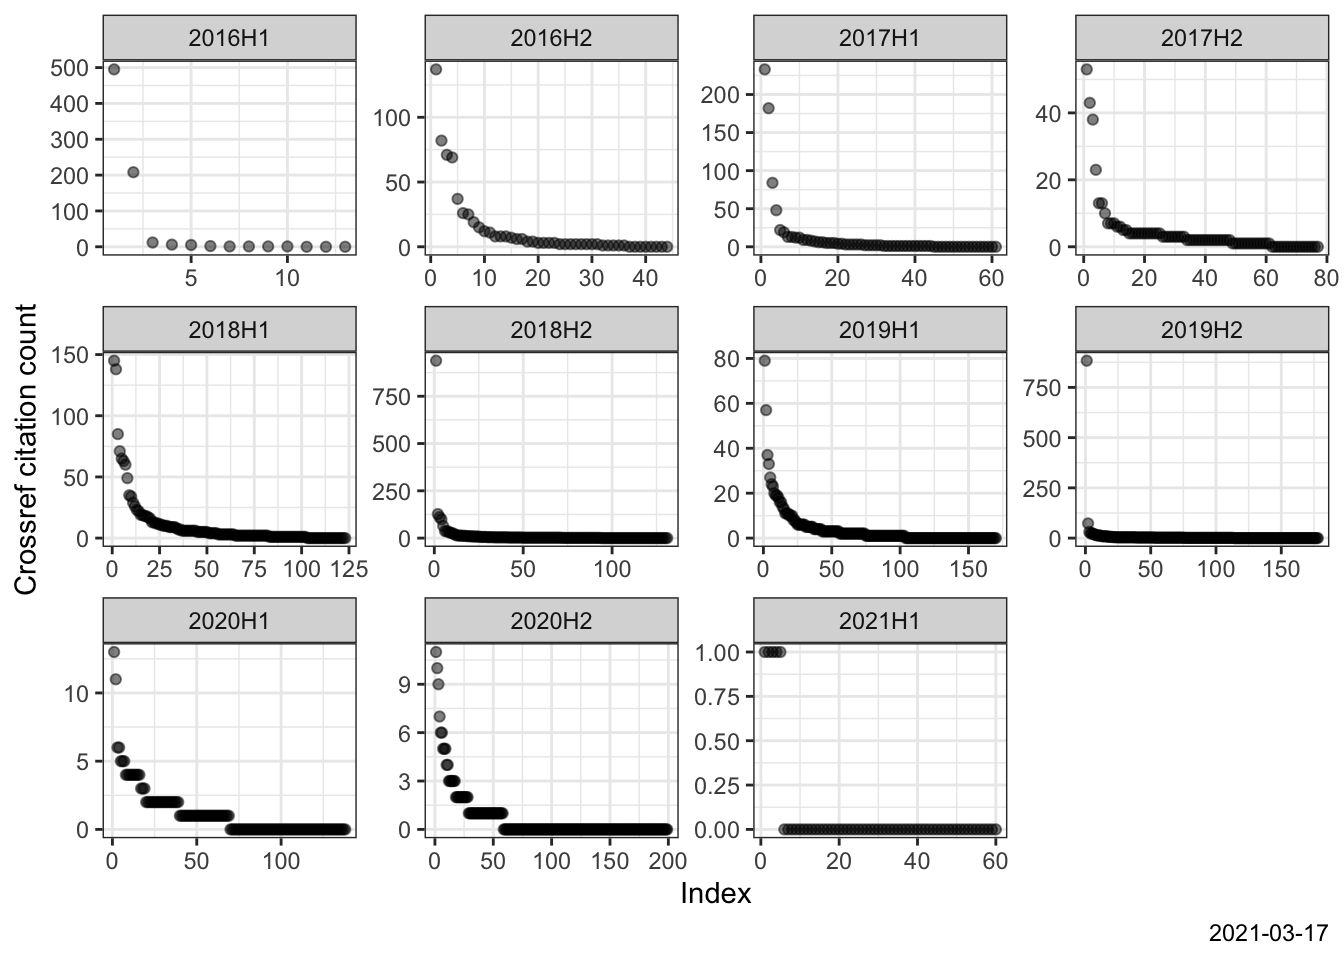 2016H1 2016H2 2017H1 2017H2
500 400 300 200 100 0
100 50 0
200 150 100 50 0
40 20 0
5 10
0 10 20 30 40
0 20 40 60
0 20 40 60 80
2018H1 2018H2 2019H1 2019H2
150 100 50 0
750 500 250 0
80 60 40 20 0
750 500 250 0
0 25 50 75 100 125
0 50 100
0 50 100 150
0 50 100 150
2020H1 2020H2 2021H1
10 5 0
9 6 3 0
1.00 0.75 0.50 0.25 0.00
0 50 100
0 50 100 150 200
0 20 40 60
Crossref citation count
Index
2021-03-17